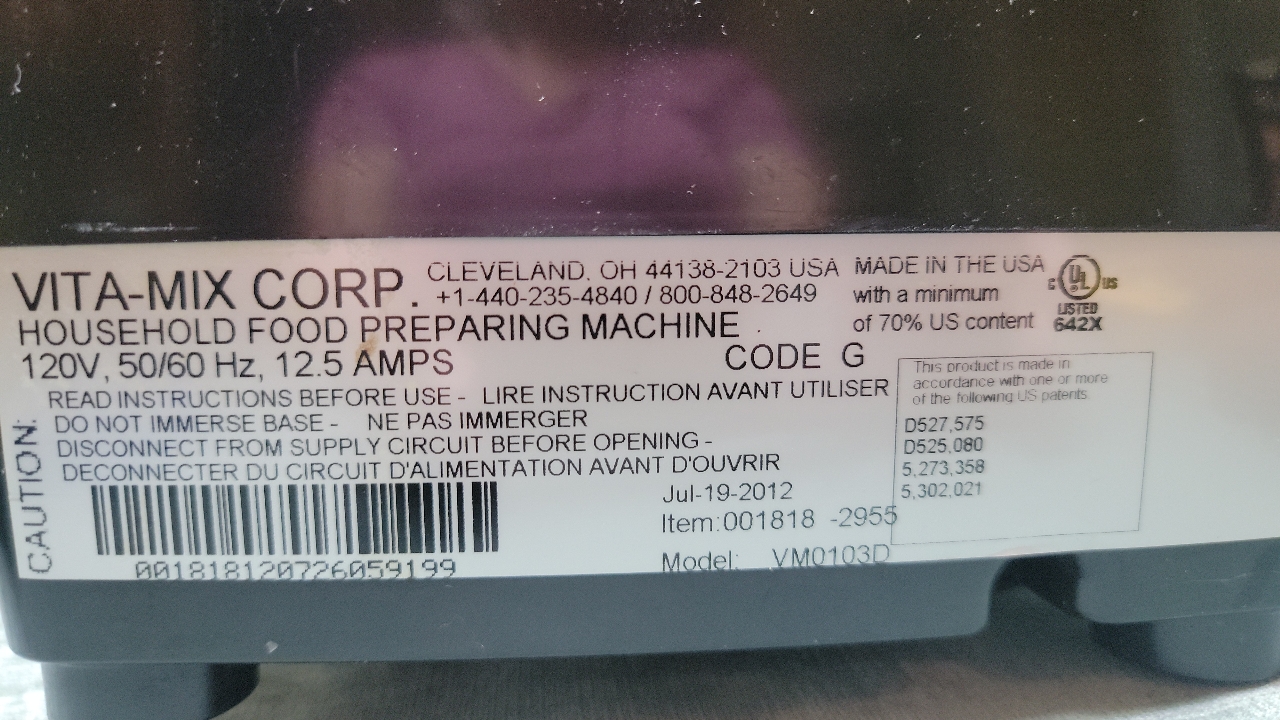 VITA-MIX CORP.
CLEVELAND, OH 44138-2103 USA
+1-440-235-4840 / 800-848-2649
HOUSEHOLD FOOD PREPARING MACHINE
120V, 50/60 Hz, 12.5 AMPS
CODE G
MADE IN THE USA
with a minimum
of 70% US content
C UL US
LISTED
642X
CAUTION:
READ INSTRUCTIONS BEFORE USE - LIRE INSTRUCTION AVANT UTILISER
DO NOT IMMERSE BASE - NE PAS IMMERGER
DISCONNECT FROM SUPPLY CIRCUIT BEFORE OPENING -
DECONNECTER DU CIRCUIT D'ALIMENTATION AVANT D'OUVRIR
001818120726059199
Jul-19-2012
Item:001818 -2955
Model: VM0103D
This product is made in
accordance with one or more
of the following US patents.
D527,575
D525,080
5,273,358
5,302,021